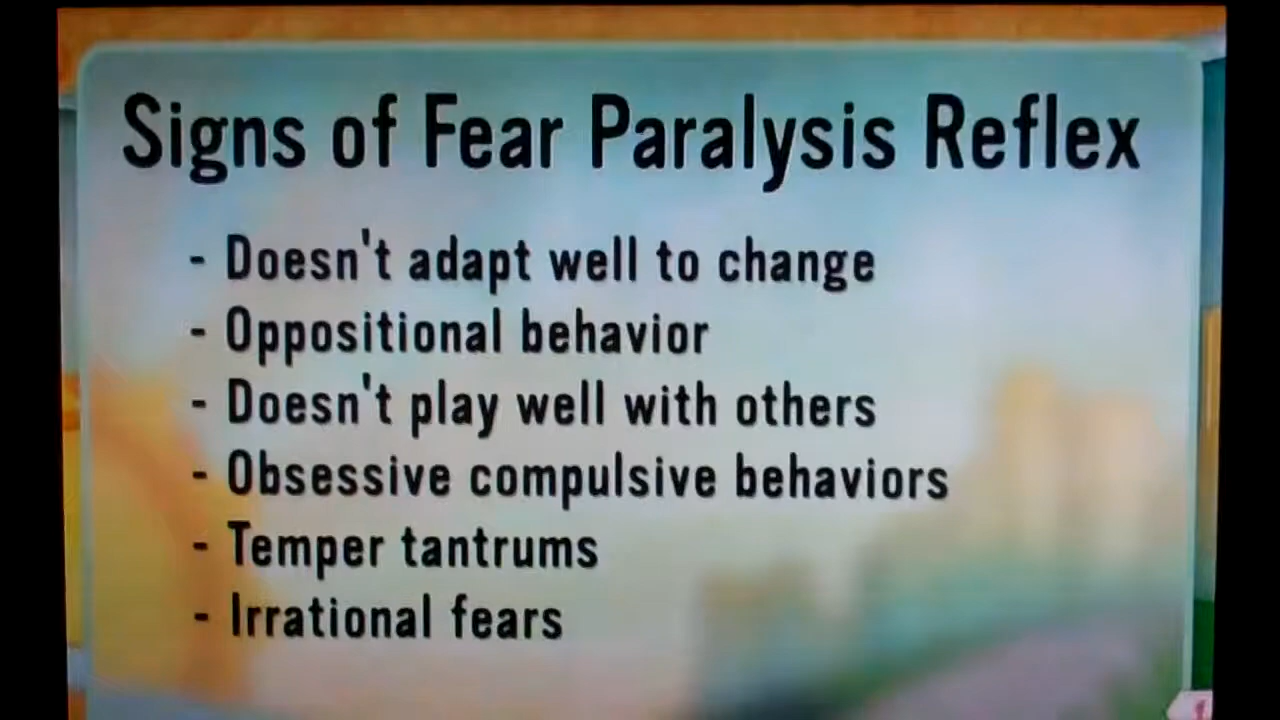 Signs of Fear Paralysis Reflex
- Doesn't adapt well to change
- Oppositional behavior
- Doesn't play well with others
- Obsessive compulsive behaviors
- Temper tantrums
- Irrational fears